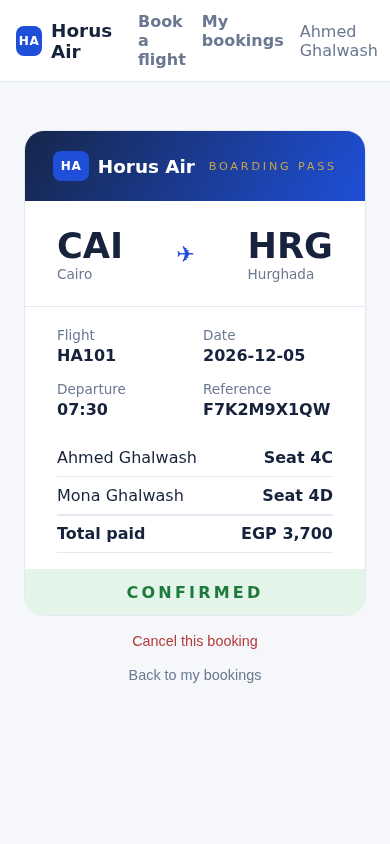 HA
Horus
Air
Book
a
flight
My
bookings
Ahmed
Ghalwash
HA Horus Air BOARDING PASS
CAI HRG
Cairo Hurghada
Flight Date
HA101 2026-12-05
Departure Reference
07:30 F7K2M9X1QW
Ahmed Ghalwash Seat 4C
Mona Ghalwash Seat 4D
Total paid EGP 3,700
CONFIRMED
Cancel this booking
Back to my bookings